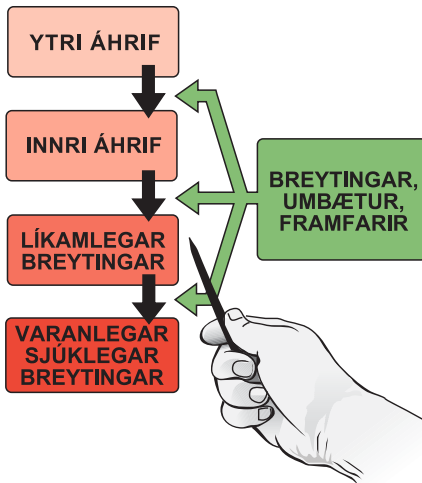 YTRI ÁHRIF
INNRI ÁHRIF
LÍKAMLEGAR
BREYTINGAR
VARANLEGAR
SJÚKLEGAR
BREYTINGAR
BREYTINGAR,
UMBÆTUR,
FRAMFARIR